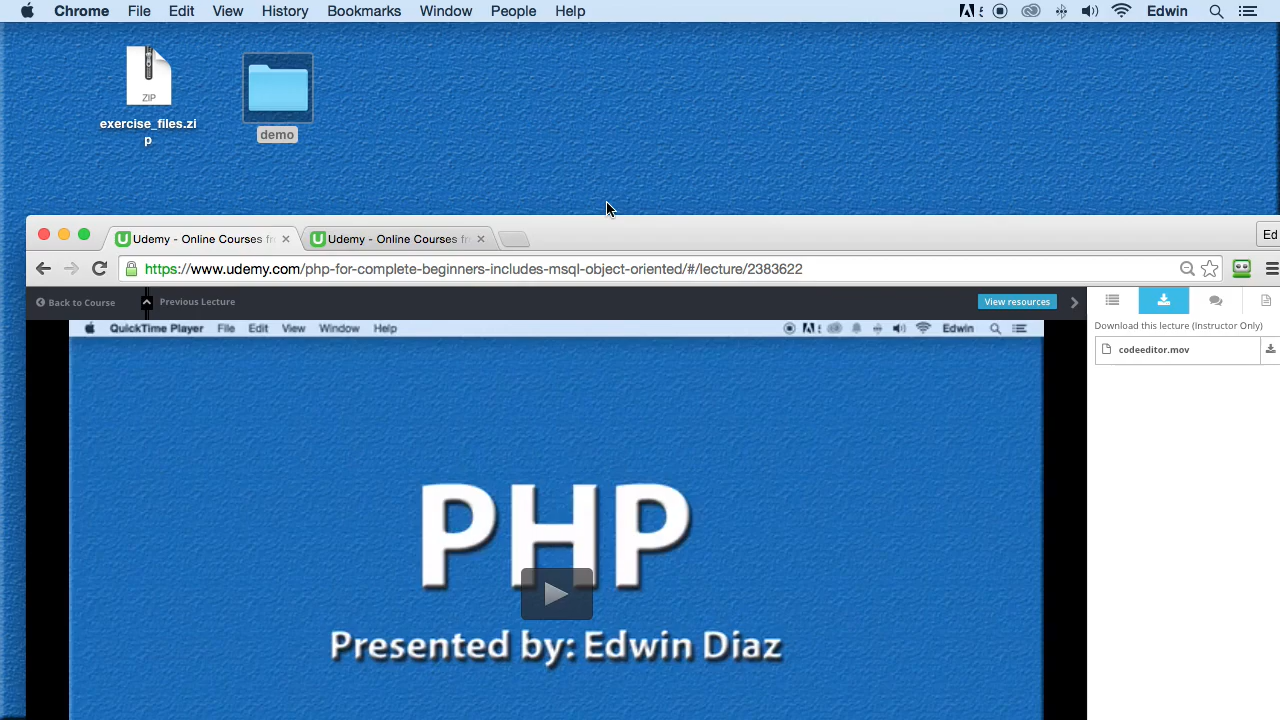 Chrome File Edit View History Bookmarks Window People Help Edwin
ZIP
exercise_files.zi
p
demo
Udemy - Online Courses fr
Udemy - Online Courses fr
Ed
https://www.udemy.com/php-for-complete-beginners-includes-msql-object-oriented/#/lecture/2383622
Back to Course Previous Lecture View resources
QuickTime Player File Edit View Window Help Edwin
Download this lecture (Instructor Only)
codeeditor.mov
PHP
Presented by: Edwin Diaz